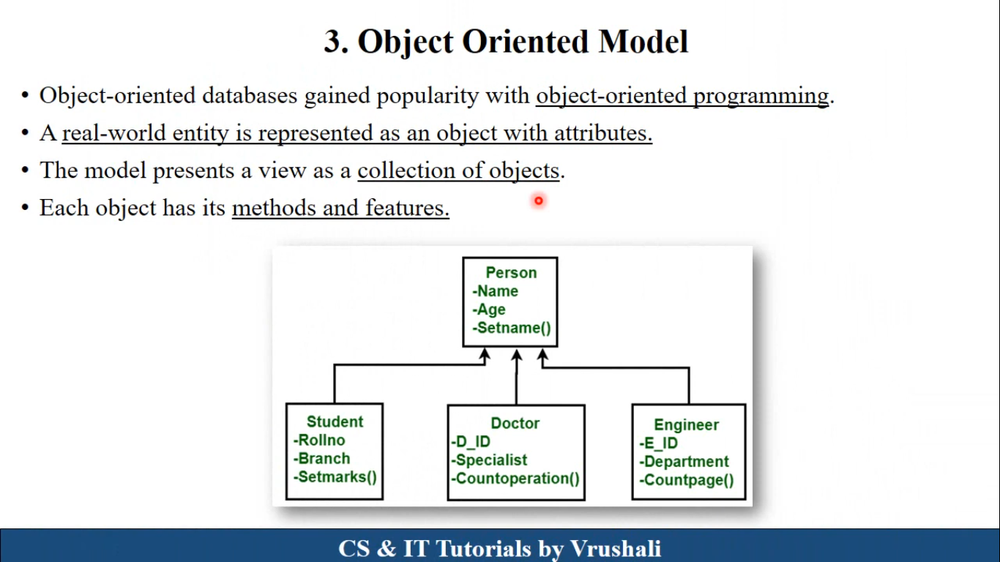 3. Object Oriented Model
• Object-oriented databases gained popularity with object-oriented programming.
• A real-world entity is represented as an object with attributes.
• The model presents a view as a collection of objects.
• Each object has its methods and features.
Person
-Name
-Age
-Setname()
Student
-Rollno
-Branch
-Setmarks()
Doctor
-D_ID
-Specialist
-Countoperation()
Engineer
-E_ID
-Department
-Countpage()
CS & IT Tutorials by Vrushali